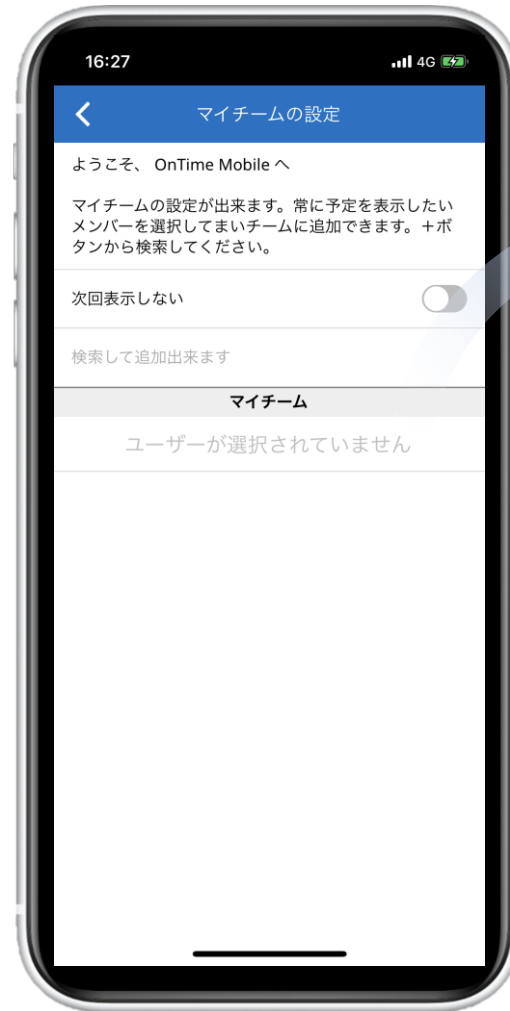 16:27
4G
マイチームの設定
ようこそ、 OnTime Mobile へ
マイチームの設定が出来ます。常に予定を表示したい
メンバーを選択してまいチームに追加できます。＋ボ
タンから検索してください。
次回表示しない
検索して追加出来ます
マイチーム
ユーザーが選択されていません